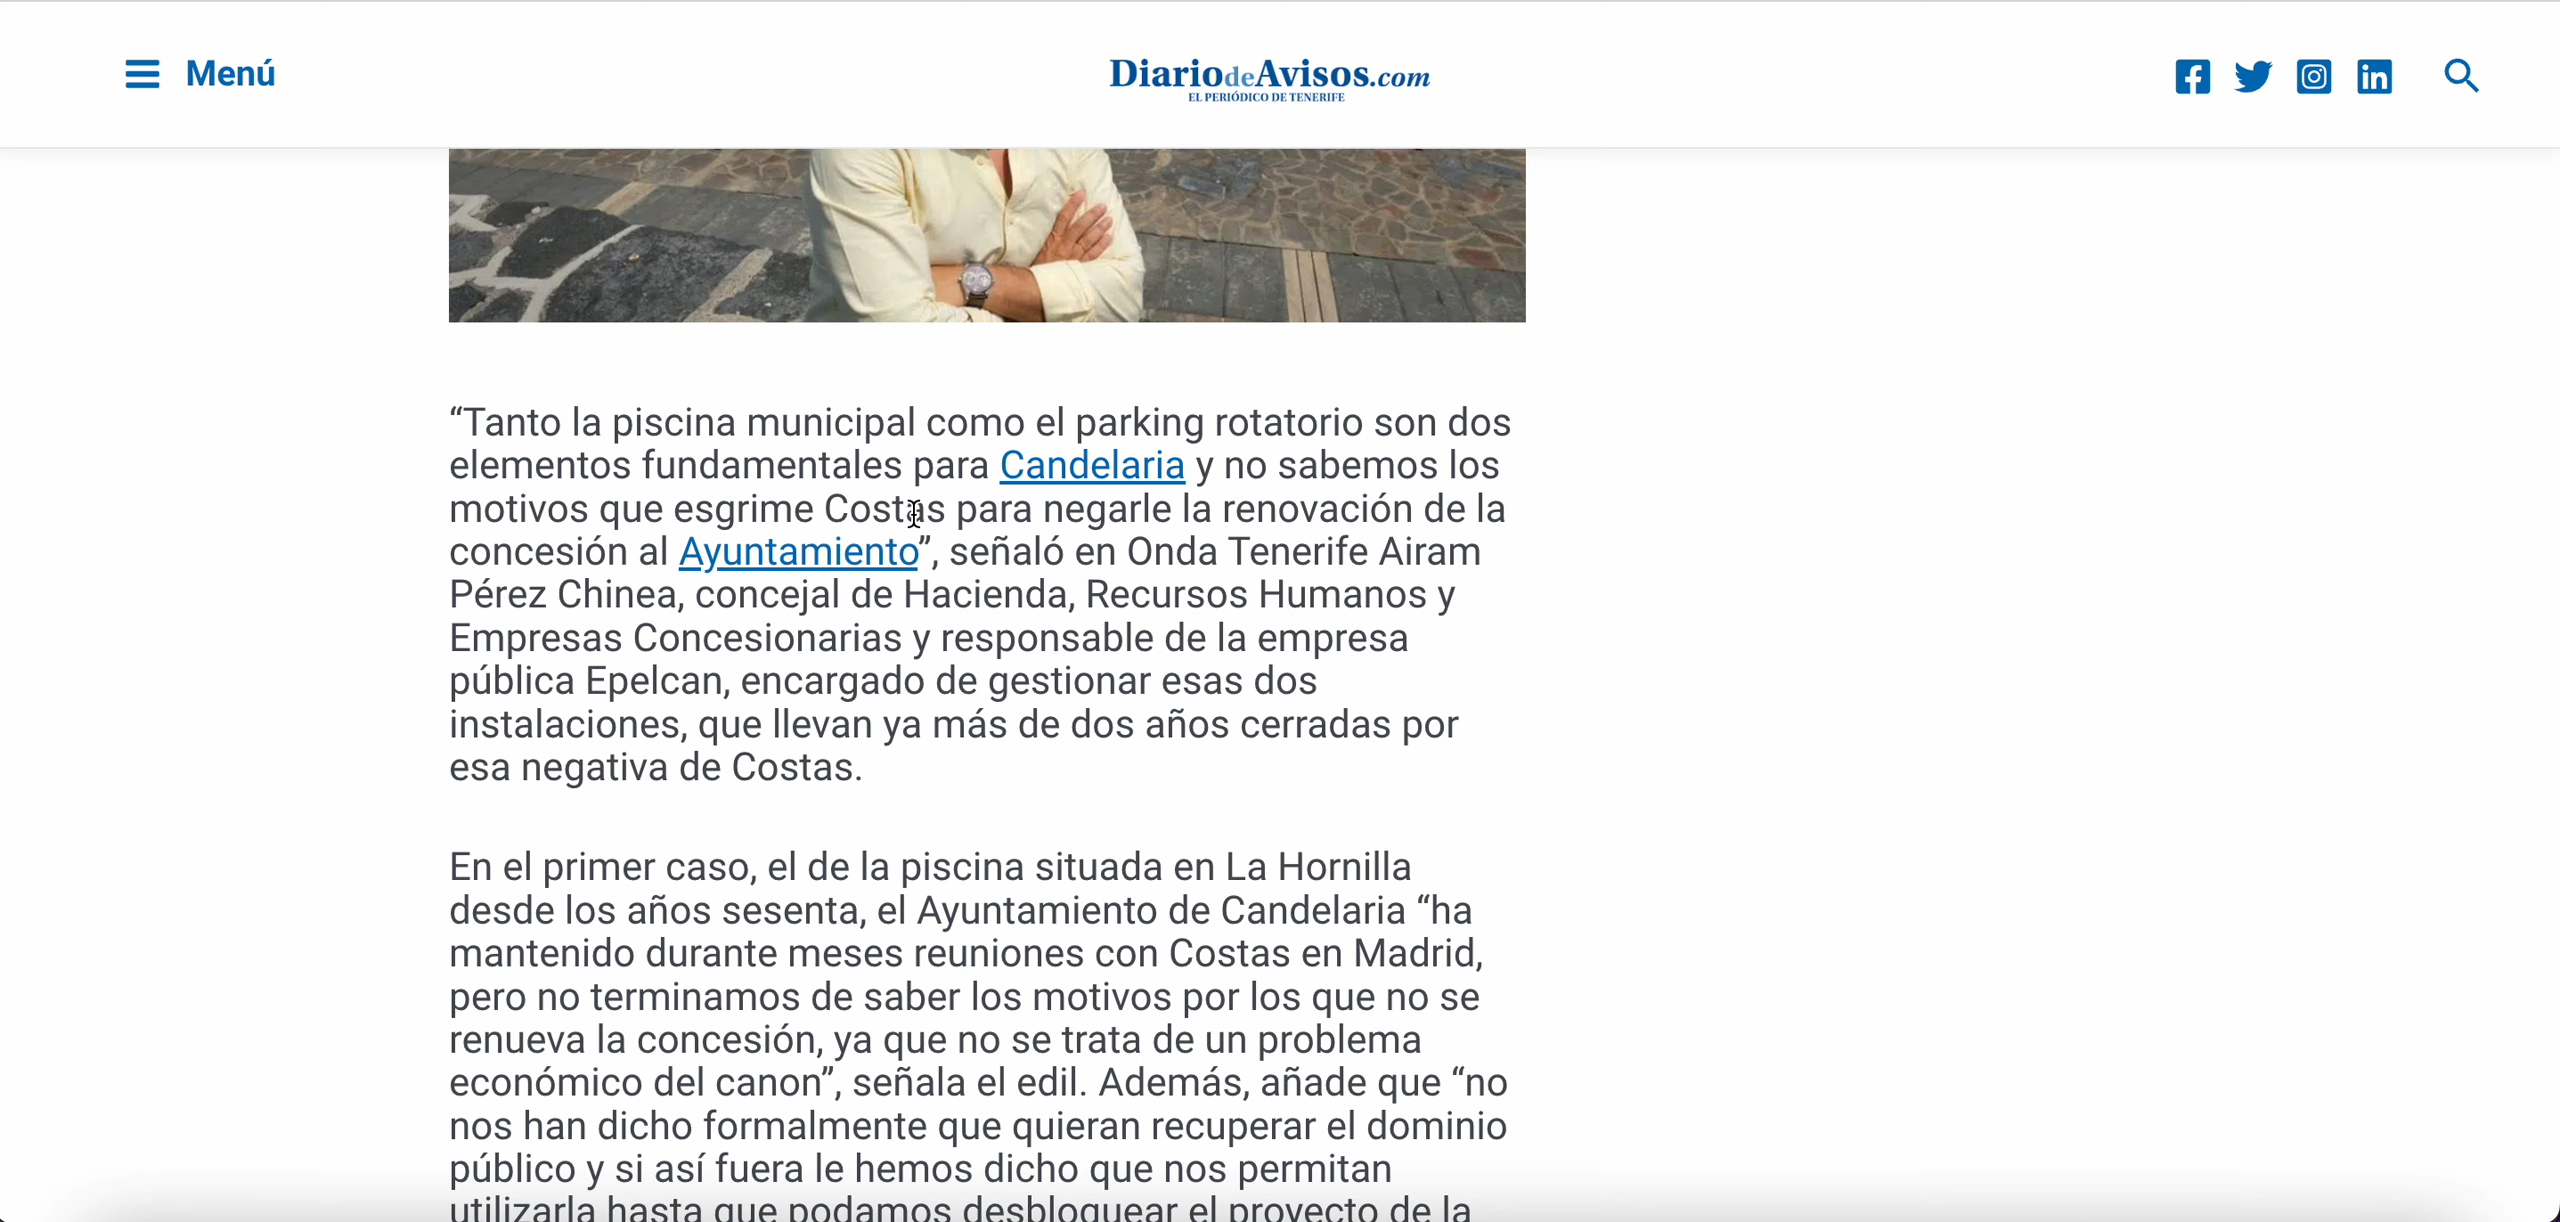 Menú
DiariodeAvisos.com
EL PERIÓDICO DE TENERIFE
“Tanto la piscina municipal como el parking rotatorio son dos
elementos fundamentales para Candelaria y no sabemos los
motivos que esgrime Costas para negarle la renovación de la
concesión al Ayuntamiento”, señaló en Onda Tenerife Airam
Pérez Chinea, concejal de Hacienda, Recursos Humanos y
Empresas Concesionarias y responsable de la empresa
pública Epelcan, encargado de gestionar esas dos
instalaciones, que llevan ya más de dos años cerradas por
esa negativa de Costas.
En el primer caso, el de la piscina situada en La Hornilla
desde los años sesenta, el Ayuntamiento de Candelaria “ha
mantenido durante meses reuniones con Costas en Madrid,
pero no terminamos de saber los motivos por los que no se
renueva la concesión, ya que no se trata de un problema
económico del canon”, señala el edil. Además, añade que “no
nos han dicho formalmente que quieran recuperar el dominio
público y si así fuera le hemos dicho que nos permitan
utilizarla hasta que podamos desbloquear el proyecto de la